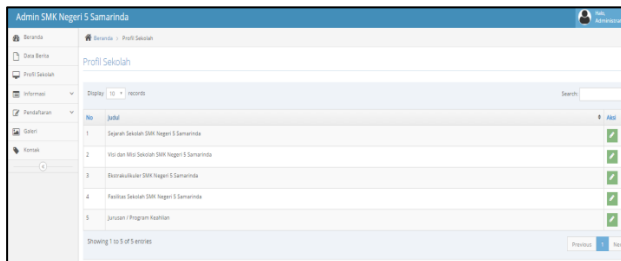 Admin SMK Negeri 5 Samarinda
Halo,
Administrator
Beranda
Beranda › Profil Sekolah
Data Berita
Profil Sekolah
Profil Sekolah
Informasi
Display 10 records
Search:
Pendaftaran
No Judul Aksi
Galeri
1 Sejarah Sekolah SMK Negeri 5 Samarinda
Kontak
2 Visi dan Misi Sekolah SMK Negeri 5 Samarinda
3 Ekstrakulikuler SMK Negeri 5 Samarinda
4 Fasilitas Sekolah SMK Negeri 5 Samarinda
5 Jurusan / Program Keahlian
Showing 1 to 5 of 5 entries
Previous 1